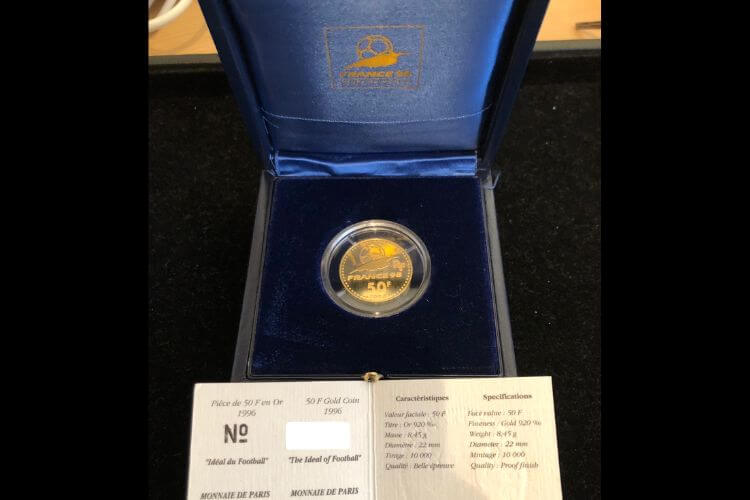 FRANCE 98
RF
FRANCE 98
50F
Pièce de 50 F en Or
1996
Nº
"Idéal du Football"
MONNAIE DE PARIS
50 F Gold Coin
1996
"The Ideal of Football"
MONNAIE DE PARIS
Caractéristiques
Valeur faciale : 50 F
Titre : Or 920 ‰
Masse : 8,45 g
Diamètre : 22 mm
Tirage : 10 000
Qualité : Belle épreuve
Specifications
Face value : 50 F
Fineness : Gold 920 ‰
Weight : 8,45 g
Diameter : 22 mm
Mintage : 10 000
Quality : Proof finish